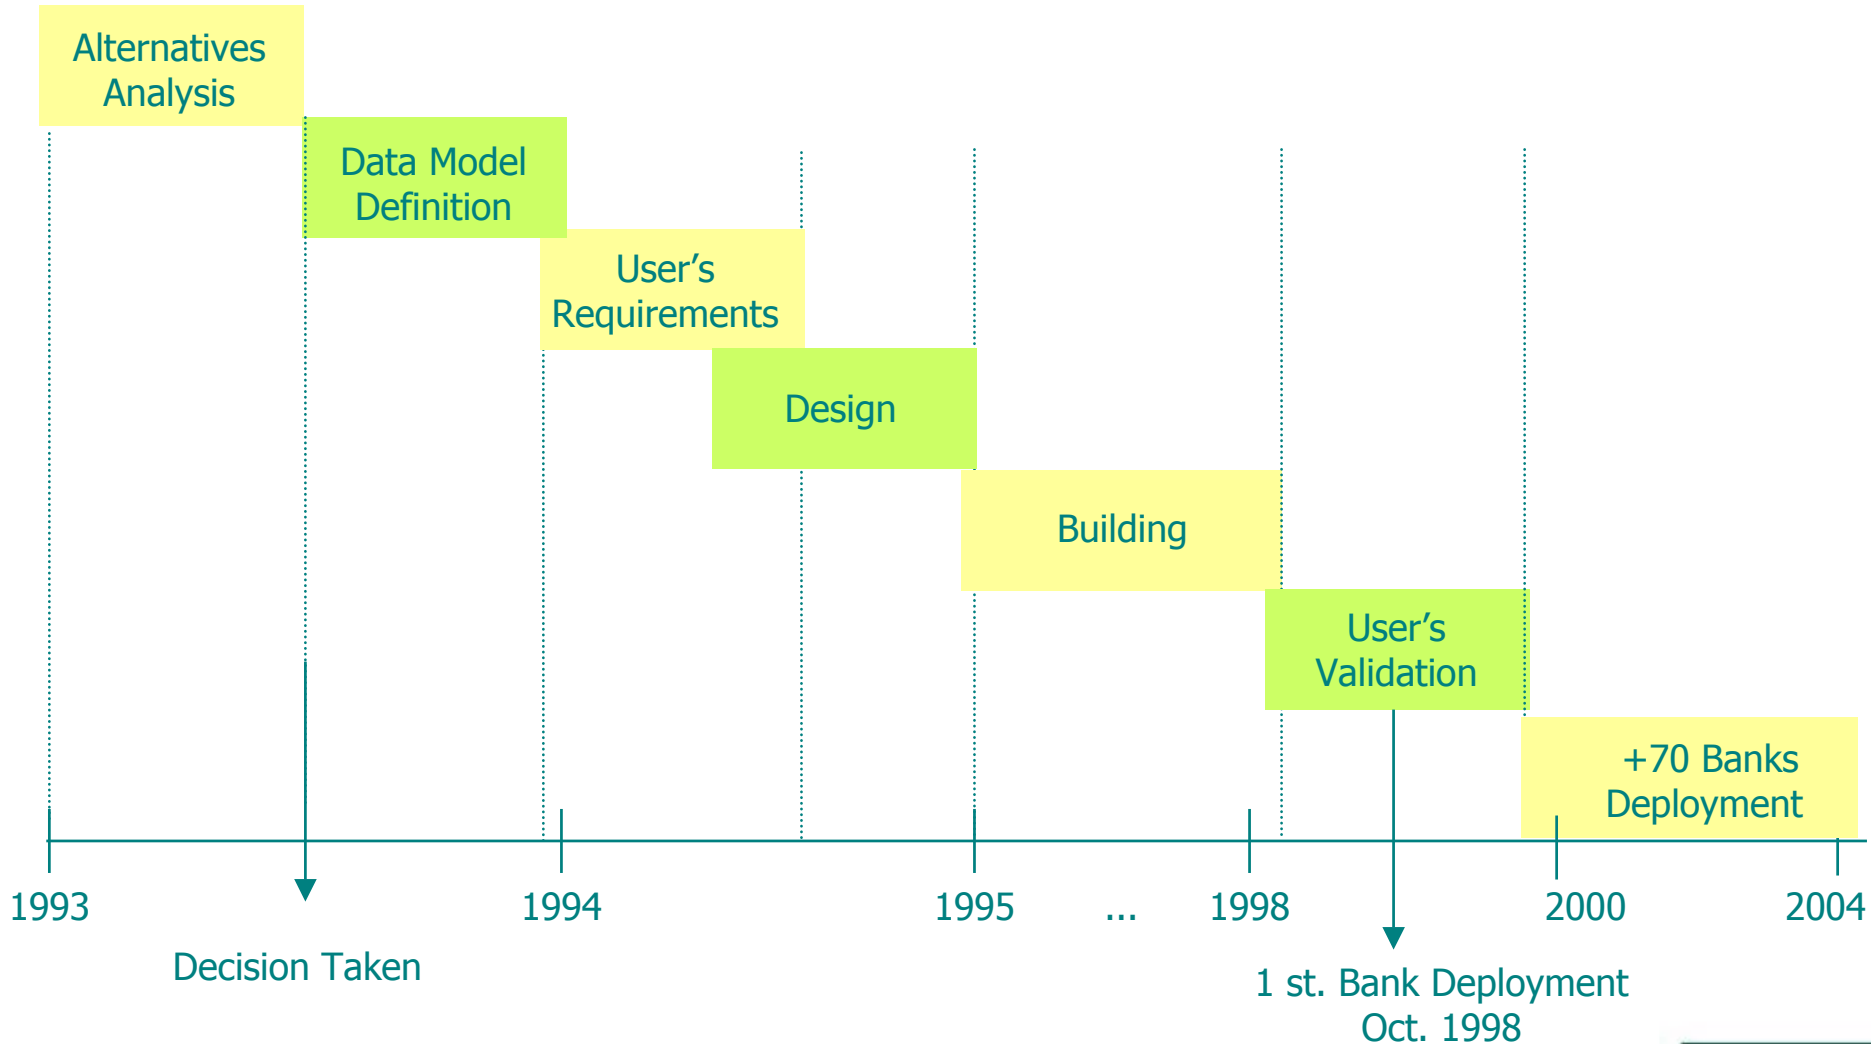 Alternatives
Analysis
Data Model
Definition
User’s
Requirements
Design
Building
User’s
Validation
+70 Banks
Deployment
1993
1994
1995
...
1998
2000
2004
Decision Taken
1 st. Bank Deployment
Oct. 1998